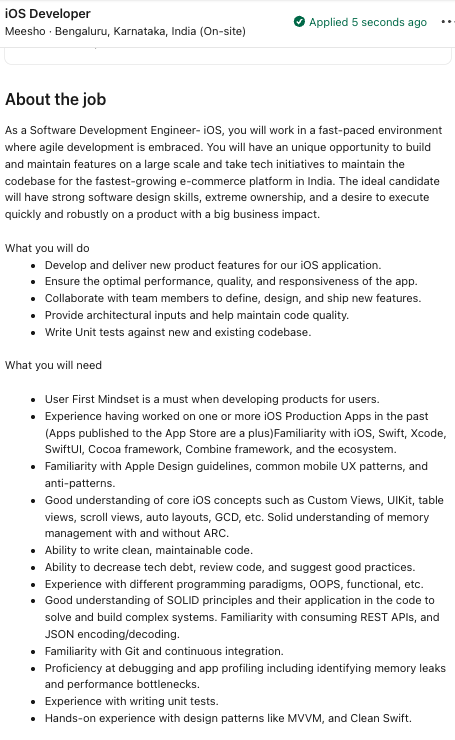 iOS Developer
Meesho · Bengaluru, Karnataka, India (On-site)
Applied 5 seconds ago
About the job
As a Software Development Engineer- iOS, you will work in a fast-paced environment
where agile development is embraced. You will have an unique opportunity to build
and maintain features on a large scale and take tech initiatives to maintain the
codebase for the fastest-growing e-commerce platform in India. The ideal candidate
will have strong software design skills, extreme ownership, and a desire to execute
quickly and robustly on a product with a big business impact.
What you will do
• Develop and deliver new product features for our iOS application.
• Ensure the optimal performance, quality, and responsiveness of the app.
• Collaborate with team members to define, design, and ship new features.
• Provide architectural inputs and help maintain code quality.
• Write Unit tests against new and existing codebase.
What you will need
• User First Mindset is a must when developing products for users.
• Experience having worked on one or more iOS Production Apps in the past
(Apps published to the App Store are a plus)Familiarity with iOS, Swift, Xcode,
SwiftUI, Cocoa framework, Combine framework, and the ecosystem.
• Familiarity with Apple Design guidelines, common mobile UX patterns, and
anti-patterns.
• Good understanding of core iOS concepts such as Custom Views, UIKit, table
views, scroll views, auto layouts, GCD, etc. Solid understanding of memory
management with and without ARC.
• Ability to write clean, maintainable code.
• Ability to decrease tech debt, review code, and suggest good practices.
• Experience with different programming paradigms, OOPS, functional, etc.
• Good understanding of SOLID principles and their application in the code to
solve and build complex systems. Familiarity with consuming REST APIs, and
JSON encoding/decoding.
• Familiarity with Git and continuous integration.
• Proficiency at debugging and app profiling including identifying memory leaks
and performance bottlenecks.
• Experience with writing unit tests.
• Hands-on experience with design patterns like MVVM, and Clean Swift.